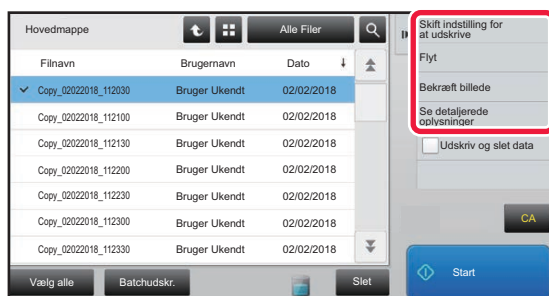 Hovedmappe
Alle Filer
Filnavn Brugernavn Dato ↓
Copy_02022018_112030 Bruger Ukendt 02/02/2018
Copy_02022018_112100 Bruger Ukendt 02/02/2018
Copy_02022018_112130 Bruger Ukendt 02/02/2018
Copy_02022018_112200 Bruger Ukendt 02/02/2018
Copy_02022018_112230 Bruger Ukendt 02/02/2018
Copy_02022018_112300 Bruger Ukendt 02/02/2018
Copy_02022018_112330 Bruger Ukendt 02/02/2018
Vælg alle
Batchudskr.
Slet
Skift indstilling for
at udskrive
Flyt
Bekræft billede
Se detaljerede
oplysninger
Udskriv og slet data
CA
Start